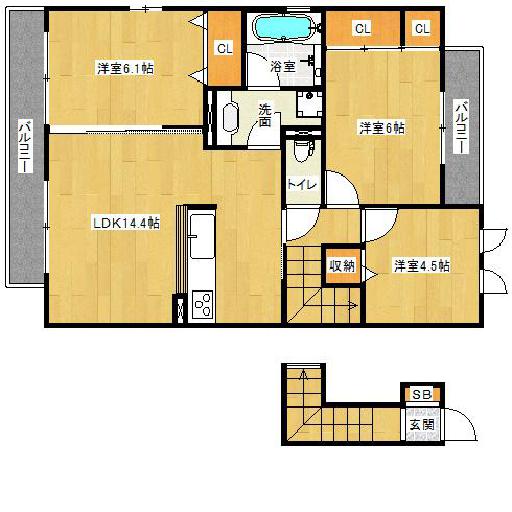 CL
CL
CL
洋室6.1帖
浴室
バルコニー
洗面
洋室6帖
バルコニー
トイレ
LDK14.4帖
収納
洋室4.5帖
SB
玄関